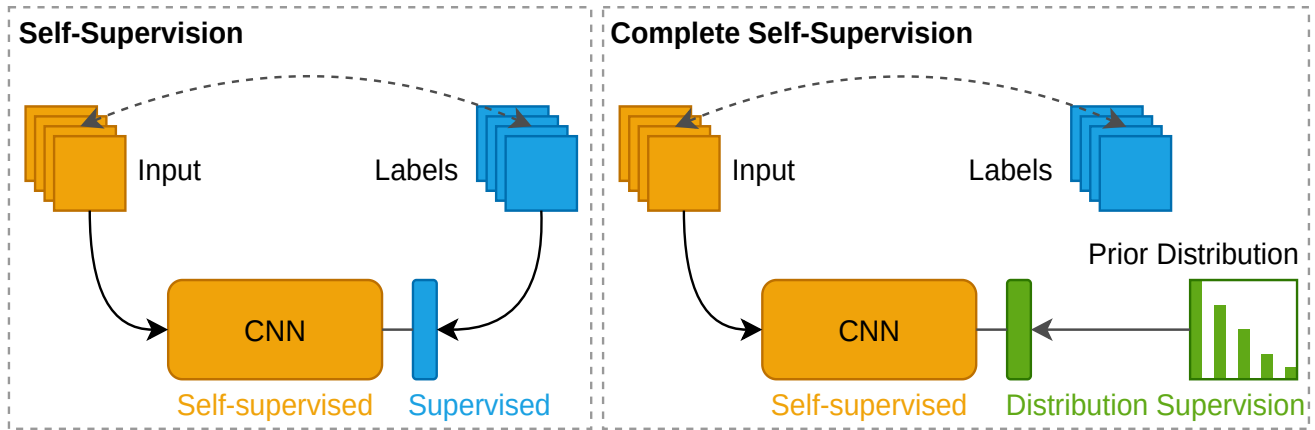 Self-Supervision
Input
Labels
CNN
Self-supervised
Supervised
Complete Self-Supervision
Input
Labels
Prior Distribution
CNN
Self-supervised
Distribution Supervision